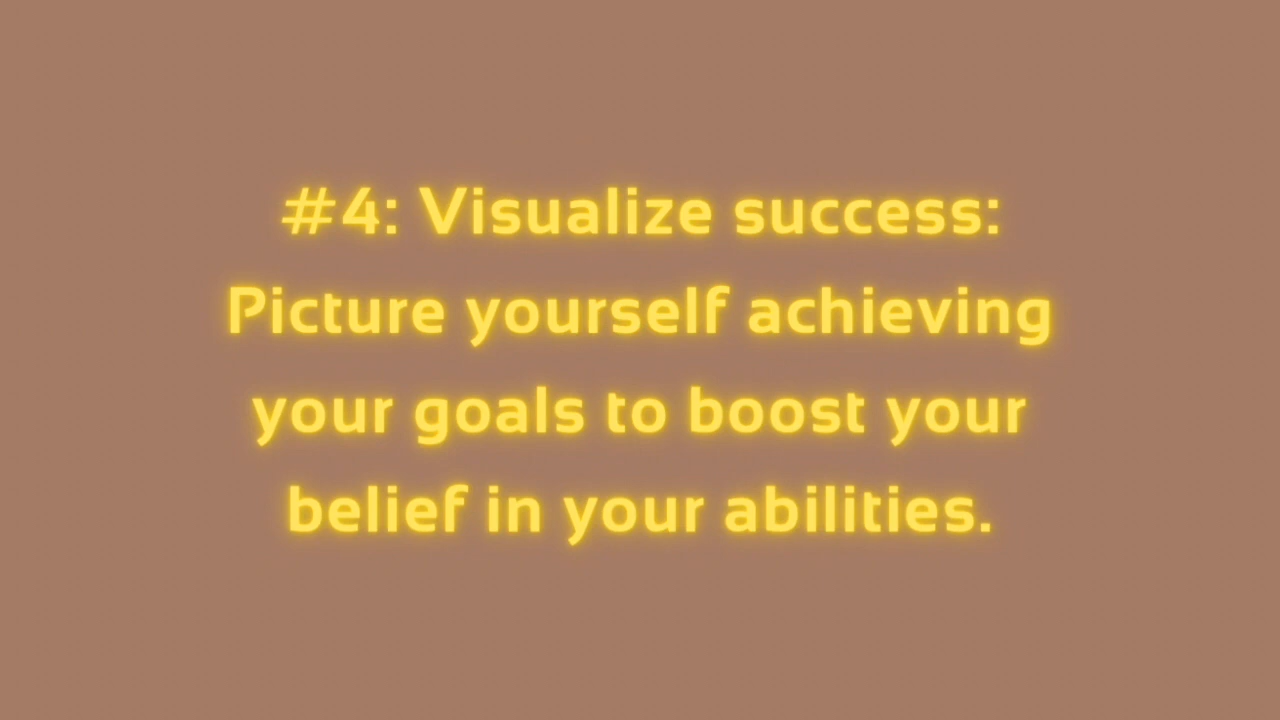 #4: Visualize success:
Picture yourself achieving
your goals to boost your
belief in your abilities.